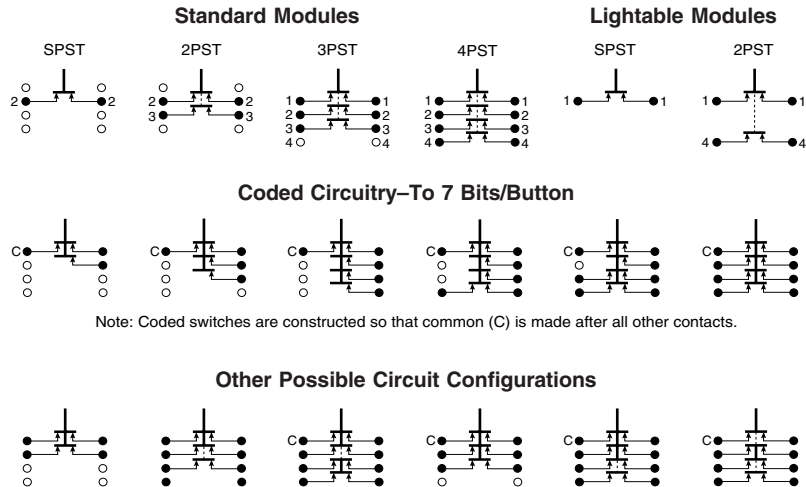 Standard Modules
Lightable Modules
SPST
2PST
3PST
4PST
SPST
2PST
2 2
2 2
3 3
1 1
2 2
3 3
4 4
1 1
2 2
3 3
4 4
1 1
1 1
4 4
Coded Circuitry–To 7 Bits/Button
C C C C C C
Note: Coded switches are constructed so that common (C) is made after all other contacts.
Other Possible Circuit Configurations
C C C